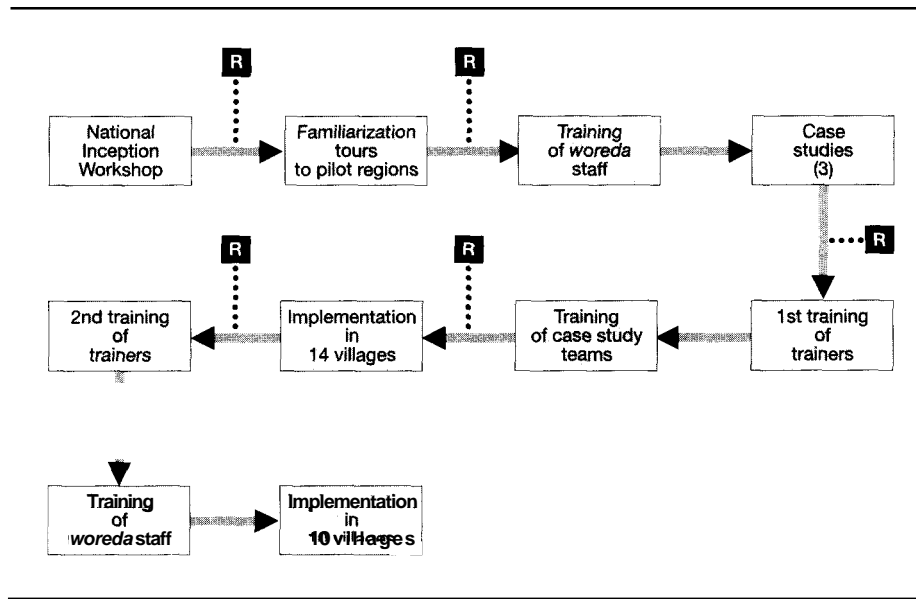 R
R
National
Inception
Workshop
Familiarization
tours
to pilot regions
Training
of woreda
staff
Case
studies
(3)
R
R
R
2nd training
of
trainers
Implementation
in
14 villages
Training
of case study
teams
1st training
of
trainers
Training
of
woreda staff
Implementation
in
10 villages